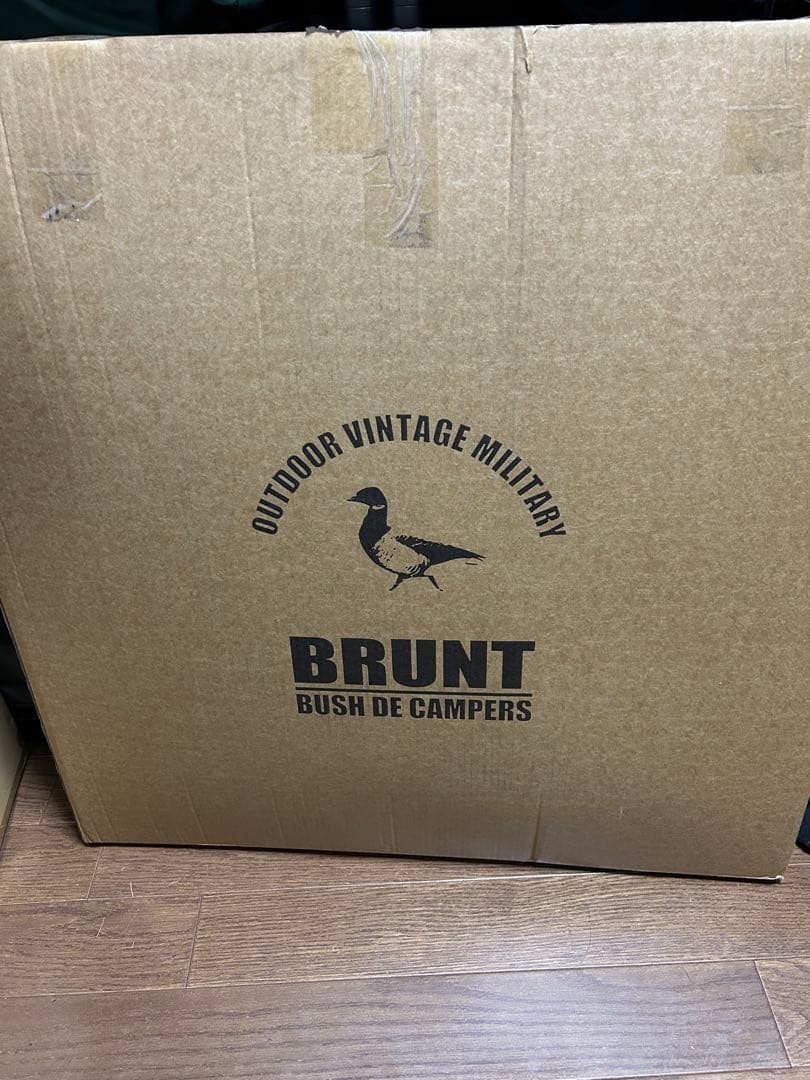 OUTDOOR VINTAGE MILITARY
BRUNT
BUSH DE CAMPERS